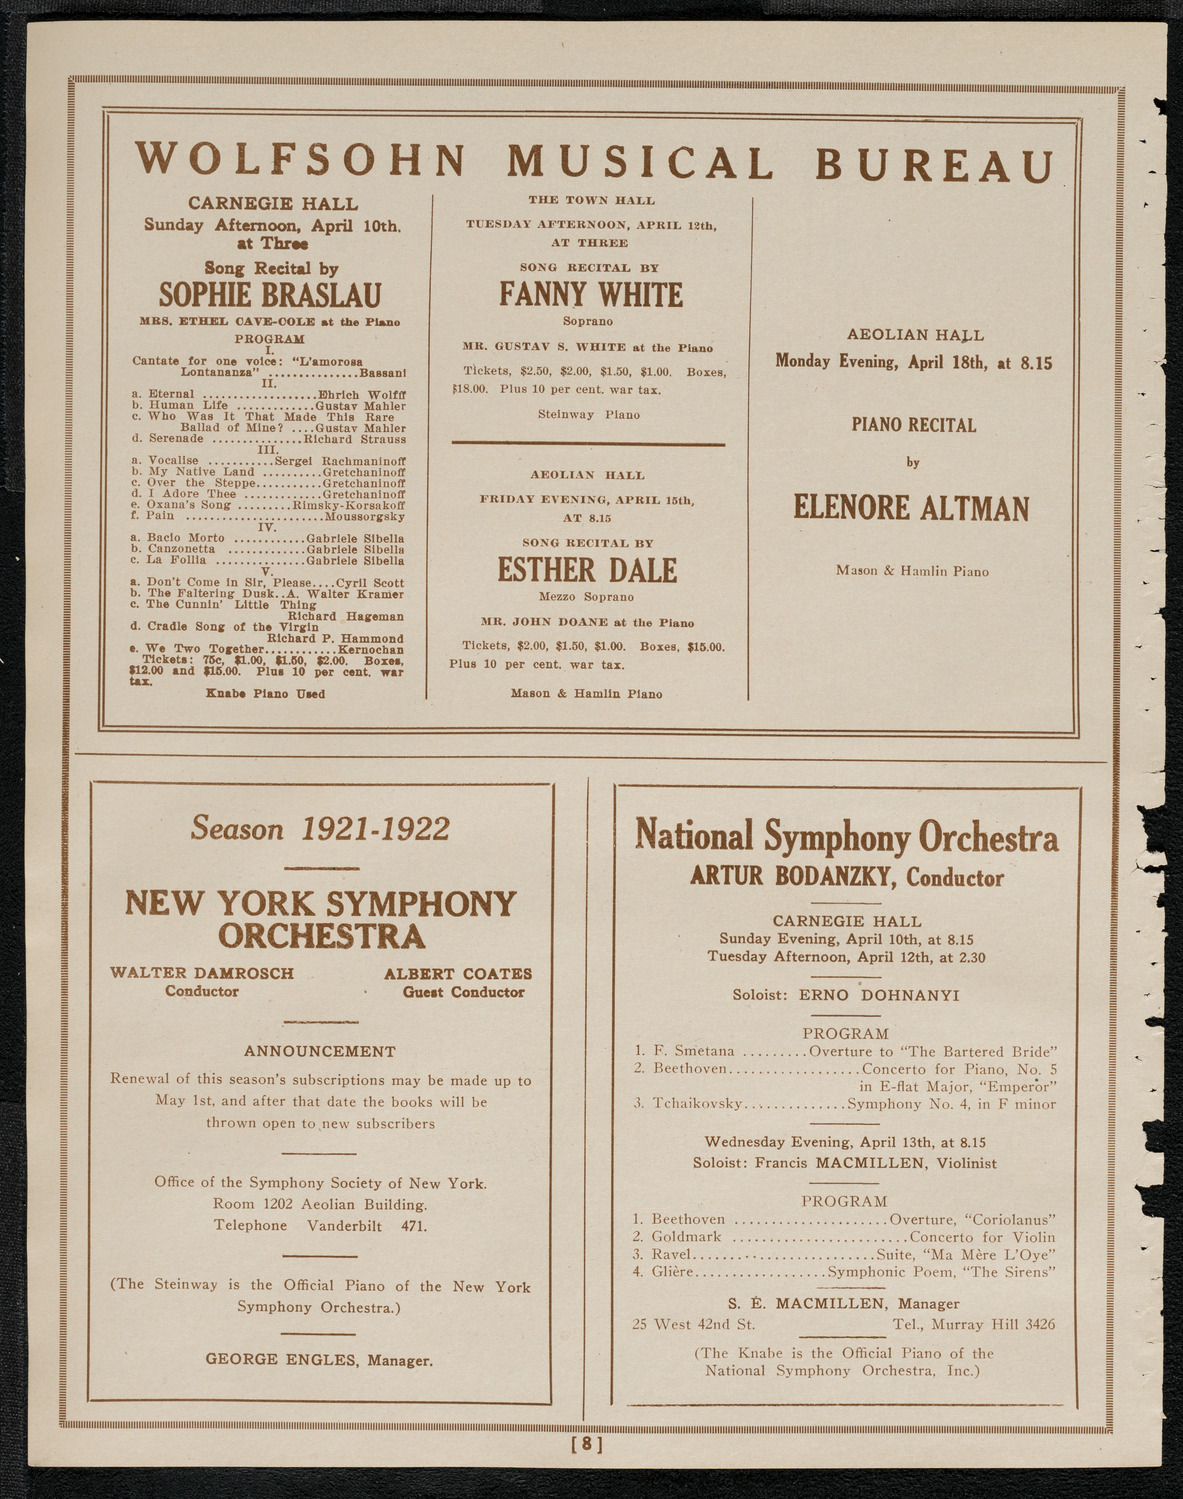 WOLFSOHN MUSICAL BUREAU
CARNEGIE HALL
Sunday Afternoon, April 10th,
at Three
Song Recital by
SOPHIE BRASLAU
MRS. ETHEL CAVE-COLE at the Piano
PROGRAM
I.
Cantate for one voice: "L'amorosa
Lontananza" ..............Bassani
II.
a. Eternal ..................Ehrich Wolff
b. Human Life ............Gustav Mahler
c. Who Was It That Made This Rare
Ballad of Mine? ....Gustav Mahler
d. Serenade ..............Richard Strauss
III.
a. Vocalise ...........Sergei Rachmaninoff
b. My Native Land ..........Gretchaninoff
c. Over the Steppe...........Gretchaninoff
d. I Adore Thee .............Gretchaninoff
e. Oxana's Song .........Rimsky-Korsakoff
f. Pain .......................Moussorgsky
IV.
a. Bacio Morto ............Gabriele Sibella
b. Canzonetta .............Gabriele Sibella
c. La Follia ...............Gabriele Sibella
V.
a. Don't Come in Sir, Please....Cyril Scott
b. The Faltering Dusk..A. Walter Kramer
c. The Cunnin' Little Thing
Richard Hageman
d. Cradle Song of the Virgin
Richard P. Hammond
e. We Two Together............Kernochan
Tickets: 75c, $1.00, $1.50, $2.00. Boxes,
$12.00 and $15.00. Plus 10 per cent. war
tax.
Knabe Piano Used
THE TOWN HALL
TUESDAY AFTERNOON, APRIL 12th,
AT THREE
SONG RECITAL BY
FANNY WHITE
Soprano
MR. GUSTAV S. WHITE at the Piano
Tickets, $2.50, $2.00, $1.50, $1.00. Boxes,
$18.00. Plus 10 per cent. war tax.
Steinway Piano
AEOLIAN HALL
FRIDAY EVENING, APRIL 15th,
AT 8.15
SONG RECITAL BY
ESTHER DALE
Mezzo Soprano
MR. JOHN DOANE at the Piano
Tickets, $2.00, $1.50, $1.00. Boxes, $15.00.
Plus 10 per cent. war tax.
Mason & Hamlin Piano
AEOLIAN HALL
Monday Evening, April 18th, at 8.15
PIANO RECITAL
by
ELENORE ALTMAN
Mason & Hamlin Piano
Season 1921-1922
NEW YORK SYMPHONY
ORCHESTRA
WALTER DAMROSCH ALBERT COATES
Conductor Guest Conductor
ANNOUNCEMENT
Renewal of this season's subscriptions may be made up to
May 1st, and after that date the books will be
thrown open to new subscribers
Office of the Symphony Society of New York.
Room 1202 Aeolian Building.
Telephone Vanderbilt 471.
(The Steinway is the Official Piano of the New York
Symphony Orchestra.)
GEORGE ENGLES, Manager.
National Symphony Orchestra
ARTUR BODANZKY, Conductor
CARNEGIE HALL
Sunday Evening, April 10th, at 8.15
Tuesday Afternoon, April 12th, at 2.30
Soloist: ERNO DOHNANYI
PROGRAM
1. F. Smetana .........Overture to "The Bartered Bride"
2. Beethoven..................Concerto for Piano, No. 5
in E-flat Major, "Emperor"
3. Tchaikovsky..............Symphony No. 4, in F minor
Wednesday Evening, April 13th, at 8.15
Soloist: Francis MACMILLEN, Violinist
PROGRAM
1. Beethoven .....................Overture, "Coriolanus"
2. Goldmark ........................Concerto for Violin
3. Ravel.........................Suite, "Ma Mère L'Oye"
4. Glière..................Symphonic Poem, "The Sirens"
S. E. MACMILLEN, Manager
25 West 42nd St. Tel., Murray Hill 3426
(The Knabe is the Official Piano of the
National Symphony Orchestra, Inc.)
[8]